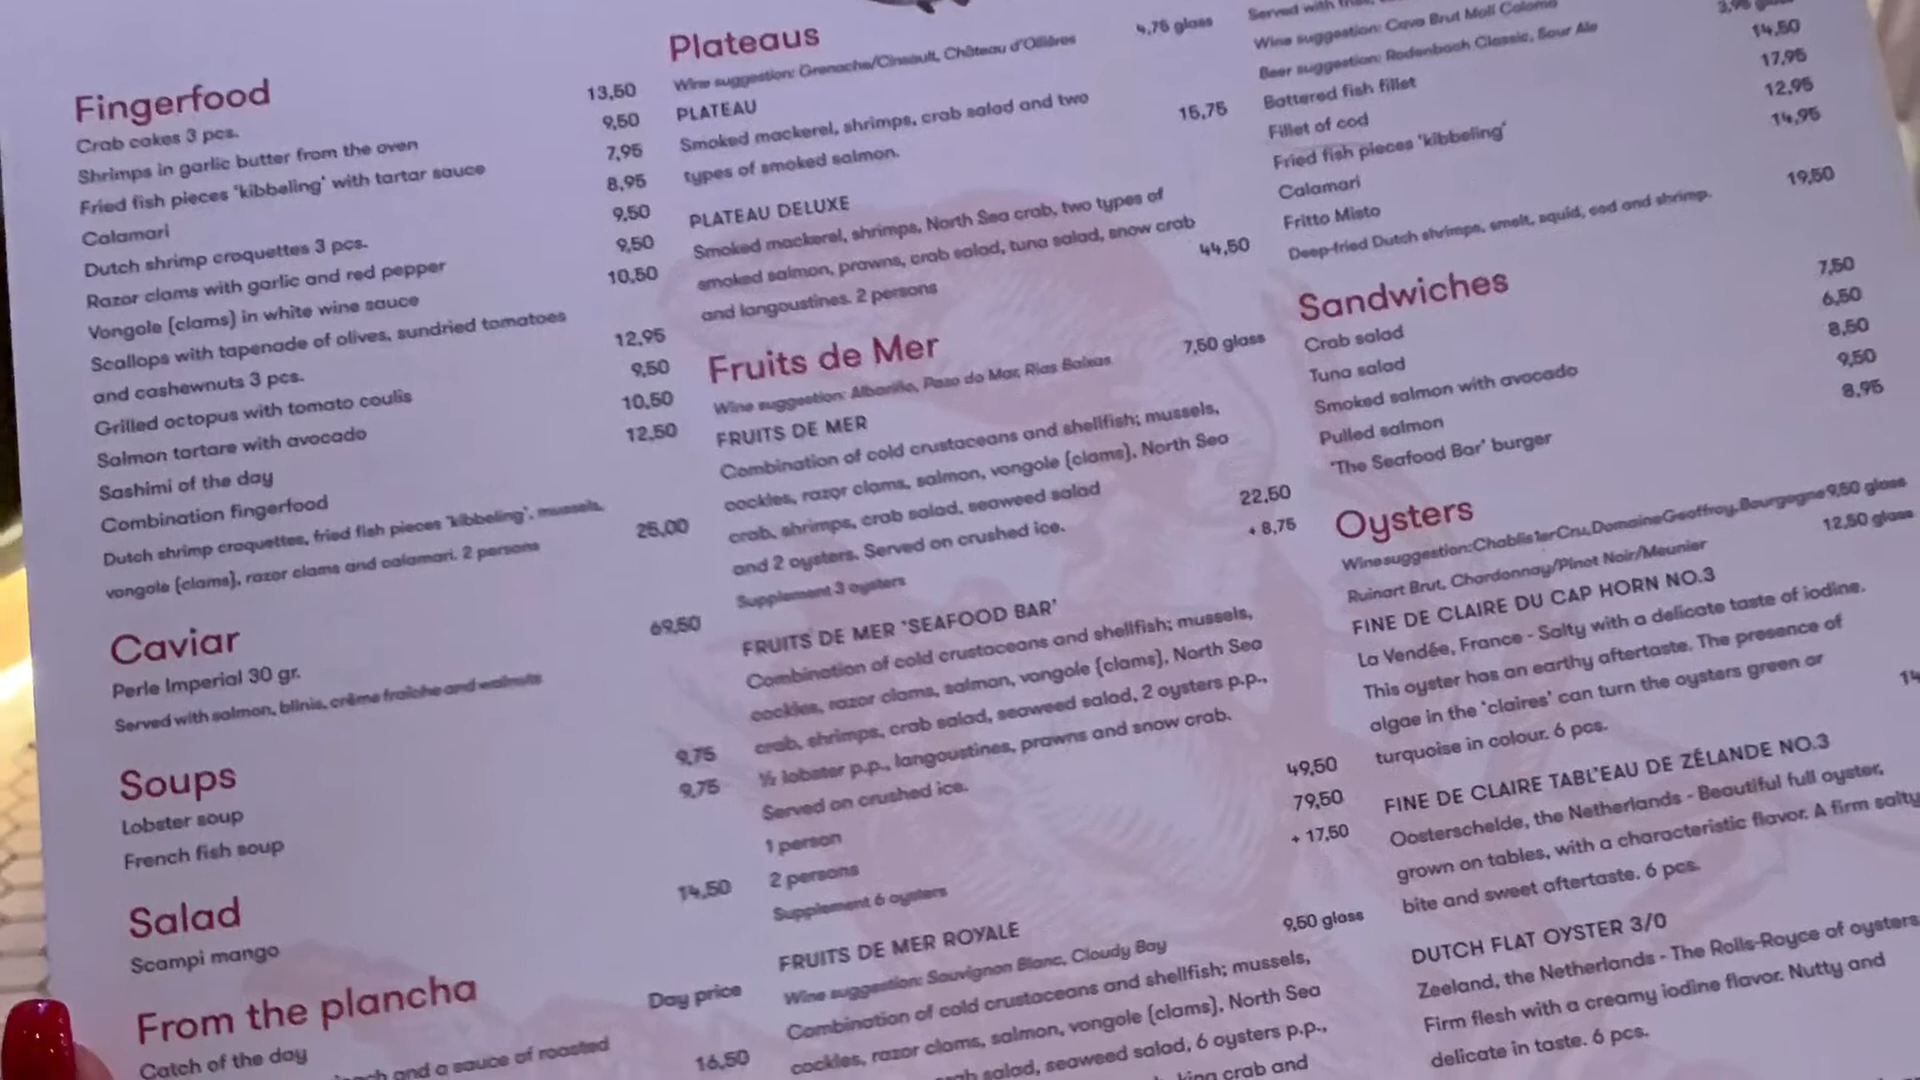 Fingerfood
Crab cakes 3 pcs. 13,50
Shrimps in garlic butter from the oven 9,50
Fried fish pieces 'kibbeling' with tartar sauce 7,95
Calamari 8,95
Dutch shrimp croquettes 3 pcs. 9,50
Razor clams with garlic and red pepper 9,50
Vongole (clams) in white wine sauce 10,50
Scallops with tapenade of olives, sundried tomatoes
and cashewnuts 3 pcs. 12,95
Grilled octopus with tomato coulis 9,50
Salmon tartare with avocado 10,50
Sashimi of the day 12,50
Combination fingerfood
Dutch shrimp croquettes, fried fish pieces 'kibbeling', mussels,
vongole (clams), razor clams and calamari. 2 persons 25,00
Caviar
Perle Imperial 30 gr. 69,50
Served with salmon, blinis, crême fraîche and walnuts
Soups
Lobster soup 9,75
French fish soup 9,75
Salad
Scampi mango 14,50
From the plancha
Catch of the day Day price
and a sauce of roasted
16,50
Plateaus
Wine suggestion: Grenache/Cinsault, Château d'Ollières 4,75 glass
PLATEAU
Smoked mackerel, shrimps, crab salad and two
types of smoked salmon. 15,75
PLATEAU DELUXE
Smoked mackerel, shrimps, North Sea crab, two types of
smoked salmon, prawns, crab salad, tuna salad, snow crab
and langoustines. 2 persons 44,50
Fruits de Mer
Wine suggestion: Albariño, Paso do Mar, Rias Baixas 7,50 glass
FRUITS DE MER
Combination of cold crustaceans and shellfish; mussels,
cockles, razor clams, salmon, vongole (clams), North Sea
crab, shrimps, crab salad, seaweed salad
and 2 oysters. Served on crushed ice. 22,50
Supplement 3 oysters + 8,75
FRUITS DE MER 'SEAFOOD BAR'
Combination of cold crustaceans and shellfish; mussels,
cockles, razor clams, salmon, vongole (clams), North Sea
crab, shrimps, crab salad, seaweed salad, 2 oysters p.p.,
½ lobster p.p., langoustines, prawns and snow crab.
Served on crushed ice.
1 person 49,50
2 persons 79,50
Supplement 6 oysters + 17,50
FRUITS DE MER ROYALE
Wine suggestion: Sauvignon Blanc, Cloudy Bay 9,50 glass
Combination of cold crustaceans and shellfish; mussels,
cockles, razor clams, salmon, vongole (clams), North Sea
salad, seaweed salad, 6 oysters p.p.,
king crab and
Served with
Wine suggestion: Cava Brut Molí Coloma
Beer suggestion: Rodenbach Classic, Sour Ale 3,95 glass
Battered fish fillet 14,50
Fillet of cod 17,95
Fried fish pieces 'kibbeling' 12,95
Calamari 14,95
Fritto Misto
Deep-fried Dutch shrimps, smelt, squid, cod and shrimp. 19,50
Sandwiches
Crab salad 7,50
Tuna salad 6,50
Smoked salmon with avocado 8,50
Pulled salmon 9,50
'The Seafood Bar' burger 8,95
Oysters
Wine suggestion: Chablis 1er Cru, Domaine Geoffroy, Bourgogne 9,50 glass
Ruinart Brut, Chardonnay/Pinot Noir/Meunier 12,50 glass
FINE DE CLAIRE DU CAP HORN NO.3
La Vendée, France - Salty with a delicate taste of iodine.
This oyster has an earthy aftertaste. The presence of
algae in the 'claires' can turn the oysters green or
turquoise in colour. 6 pcs.
FINE DE CLAIRE TABL'EAU DE ZÉLANDE NO.3
Oosterschelde, the Netherlands - Beautiful full oyster,
grown on tables, with a characteristic flavor. A firm salty
bite and sweet aftertaste. 6 pcs.
DUTCH FLAT OYSTER 3/0
Zeeland, the Netherlands - The Rolls-Royce of oysters
Firm flesh with a creamy iodine flavor. Nutty and
delicate in taste. 6 pcs.